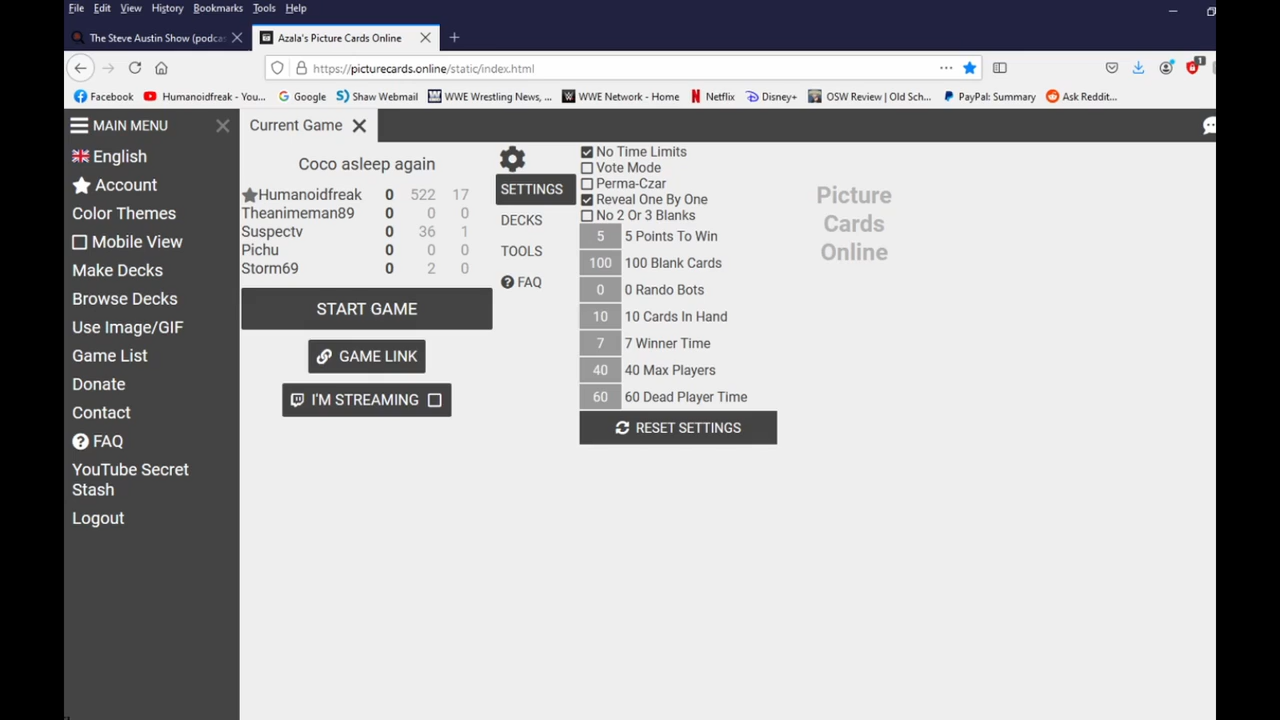 File Edit View History Bookmarks Tools Help
The Steve Austin Show (podca
Azala's Picture Cards Online
https://picturecards.online/static/index.html
1
Facebook Humanoidfreak - You... Google Shaw Webmail WWE Wrestling News, ... WWE Network - Home Netflix Disney+ OSW Review | Old Sch... PayPal: Summary Ask Reddit...
MAIN MENU
English
Account
Color Themes
Mobile View
Make Decks
Browse Decks
Use Image/GIF
Game List
Donate
Contact
FAQ
YouTube Secret
Stash
Logout
Current Game
Coco asleep again
Humanoidfreak 0 522 17
Theanimeman89 0 0 0
Suspectv 0 36 1
Pichu 0 0 0
Storm69 0 2 0
START GAME
GAME LINK
I'M STREAMING
SETTINGS
DECKS
TOOLS
FAQ
No Time Limits
Vote Mode
Perma-Czar
Reveal One By One
No 2 Or 3 Blanks
5 5 Points To Win
100 100 Blank Cards
0 0 Rando Bots
10 10 Cards In Hand
7 7 Winner Time
40 40 Max Players
60 60 Dead Player Time
RESET SETTINGS
Picture
Cards
Online